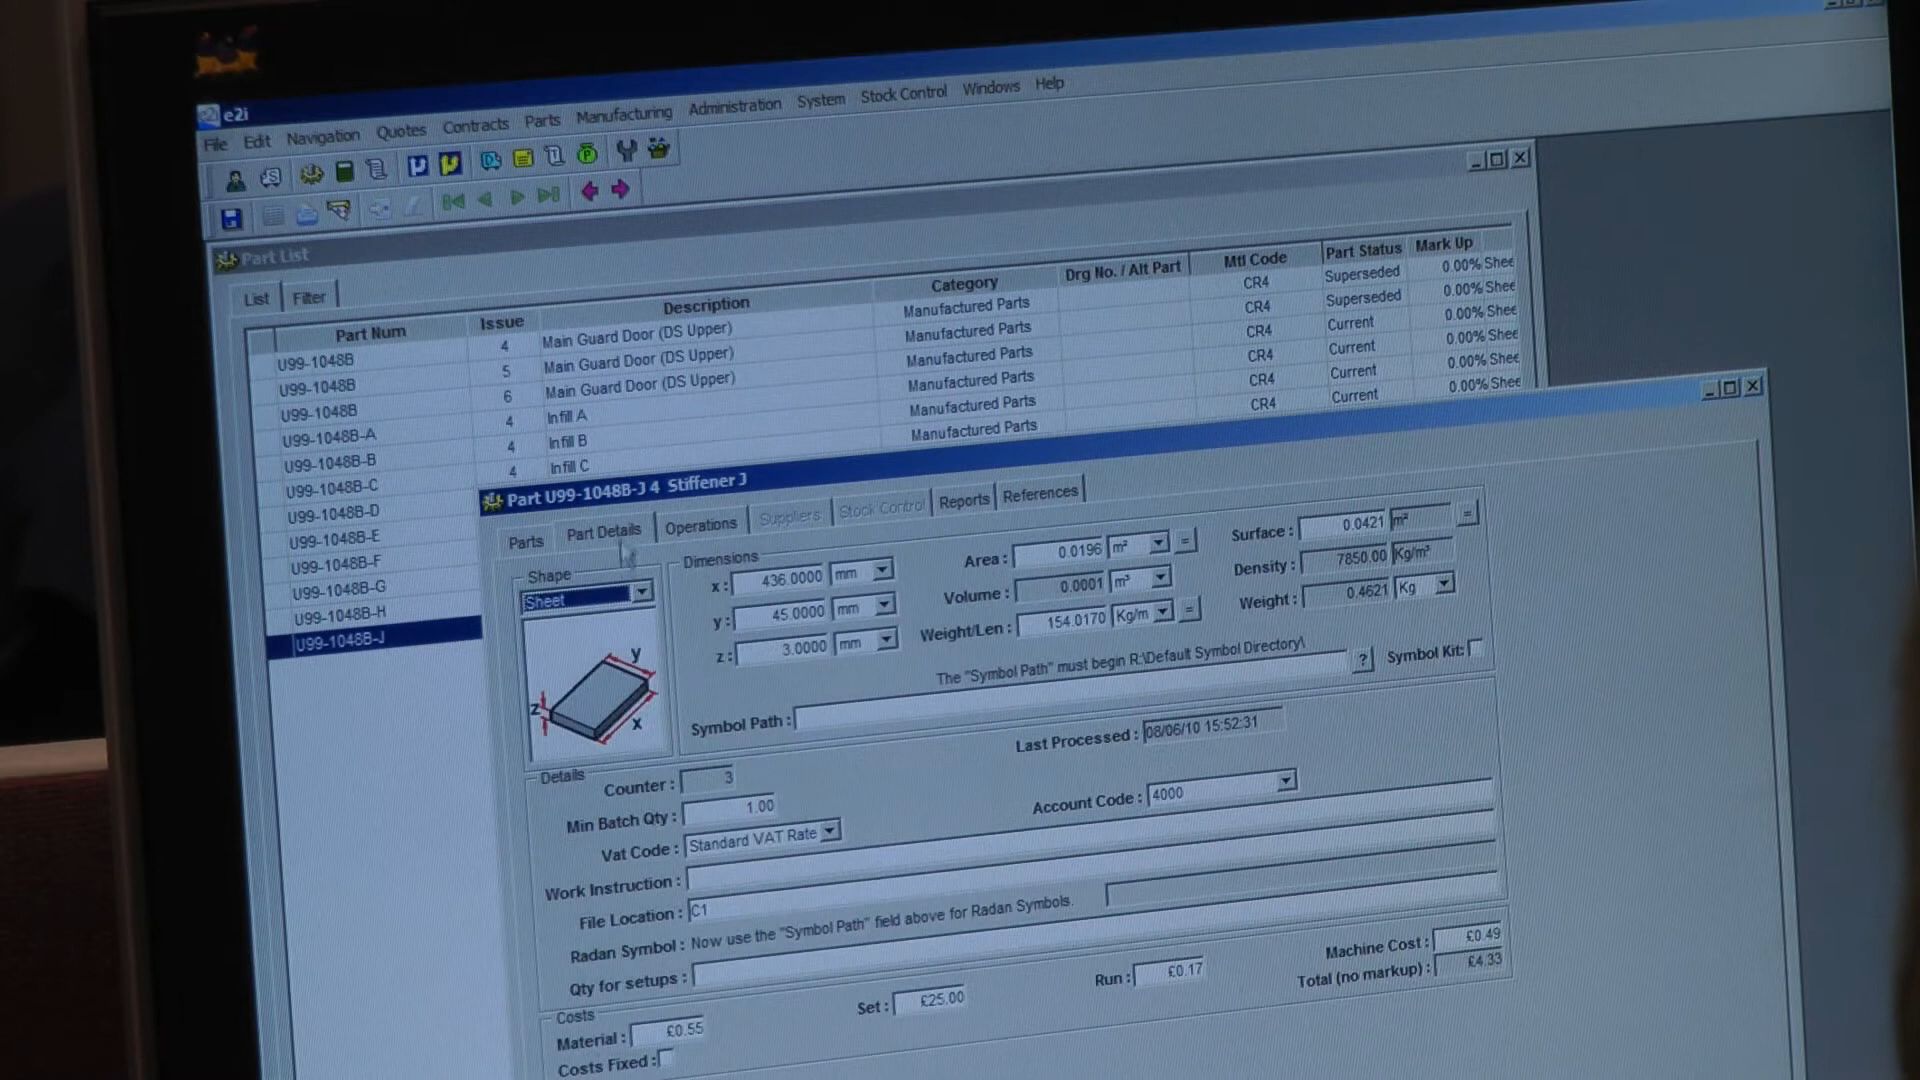 e2i
File Edit Navigation Quotes Contracts Parts Manufacturing Administration System Stock Control Windows Help
Part List
List Filter
Part Num Issue Description Category Drg No. / Alt Part Mtl Code Part Status Mark Up
U99-1048B 4 Main Guard Door (DS Upper) Manufactured Parts CR4 Superseded 0.00% Shee
U99-1048B 5 Main Guard Door (DS Upper) Manufactured Parts CR4 Superseded 0.00% Shee
U99-1048B 6 Main Guard Door (DS Upper) Manufactured Parts CR4 Current 0.00% Shee
U99-1048B-A 4 Infill A Manufactured Parts CR4 Current 0.00% Shee
U99-1048B-B 4 Infill B Manufactured Parts CR4 Current 0.00% Shee
U99-1048B-C 4 Infill C Manufactured Parts CR4 Current 0.00% Shee
U99-1048B-D
U99-1048B-E
U99-1048B-F
U99-1048B-G
U99-1048B-H
U99-1048B-J
Part U99-1048B-J 4 Stiffener J
Parts Part Details Operations Suppliers Stock Control Reports References
Shape
Sheet
y
z
x
Dimensions
x: 436.0000 mm Area: 0.0196 m² Surface: 0.0421 m² =
y: 45.0000 mm Volume: 0.0001 m³ Density: 7850.00 Kg/m³
z: 3.0000 mm Weight/Len: 154.0170 Kg/m = Weight: 0.4621 Kg
The "Symbol Path" must begin R:\Default Symbol Directory\
Symbol Path: ? Symbol Kit:
Details
Counter: 3 Last Processed: 08/06/10 15:52:31
Min Batch Qty: 1.00 Account Code: 4000
Vat Code: Standard VAT Rate
Work Instruction:
File Location: C1
Radan Symbol: Now use the "Symbol Path" field above for Radan Symbols.
Qty for setups:
Costs
Material: £0.55 Set: £25.00 Run: £0.17 Machine Cost: £0.49
Costs Fixed: Total (no markup): £4.33